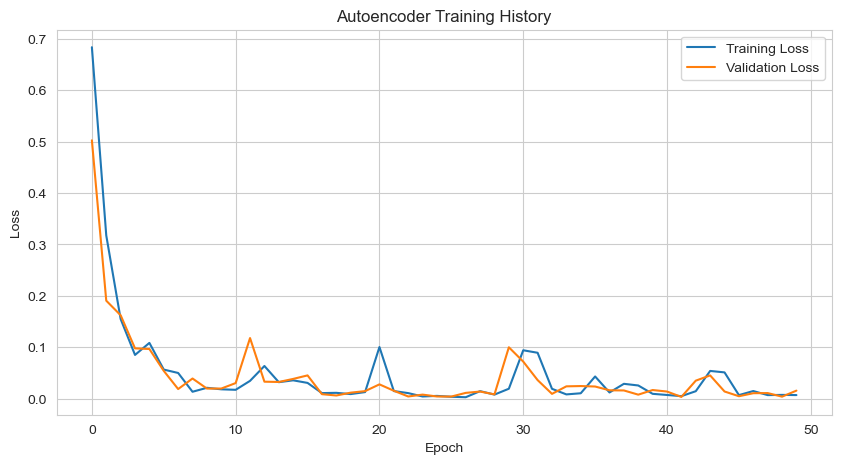 Autoencoder Training History
Training Loss
Validation Loss
0.7
0.6
0.5
0.4
0.3
0.2
0.1
0.0
Loss
0 10 20 30 40 50
Epoch